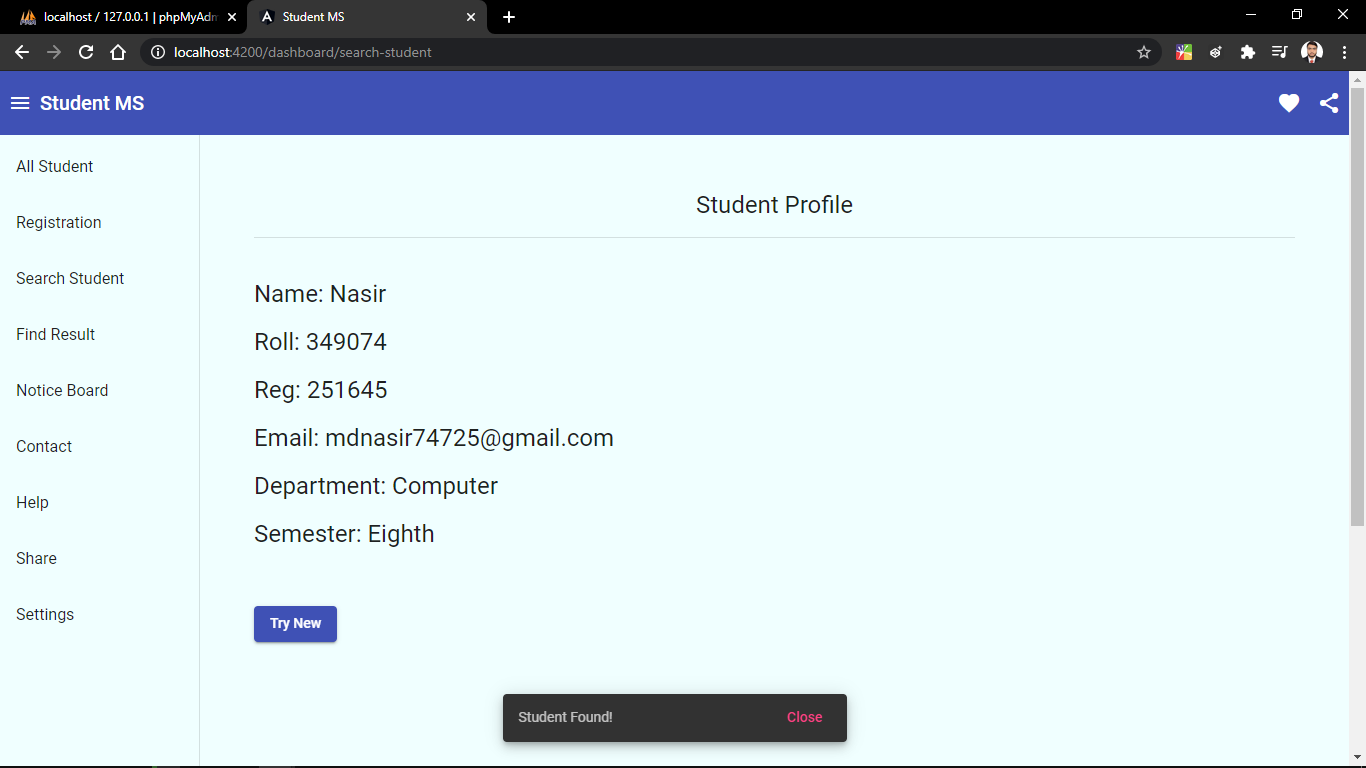 localhost / 127.0.0.1 | phpMyAdm
Student MS
localhost:4200/dashboard/search-student
Student MS
All Student
Registration
Search Student
Find Result
Notice Board
Contact
Help
Share
Settings
Student Profile
Name: Nasir
Roll: 349074
Reg: 251645
Email: mdnasir74725@gmail.com
Department: Computer
Semester: Eighth
Try New
Student Found! Close